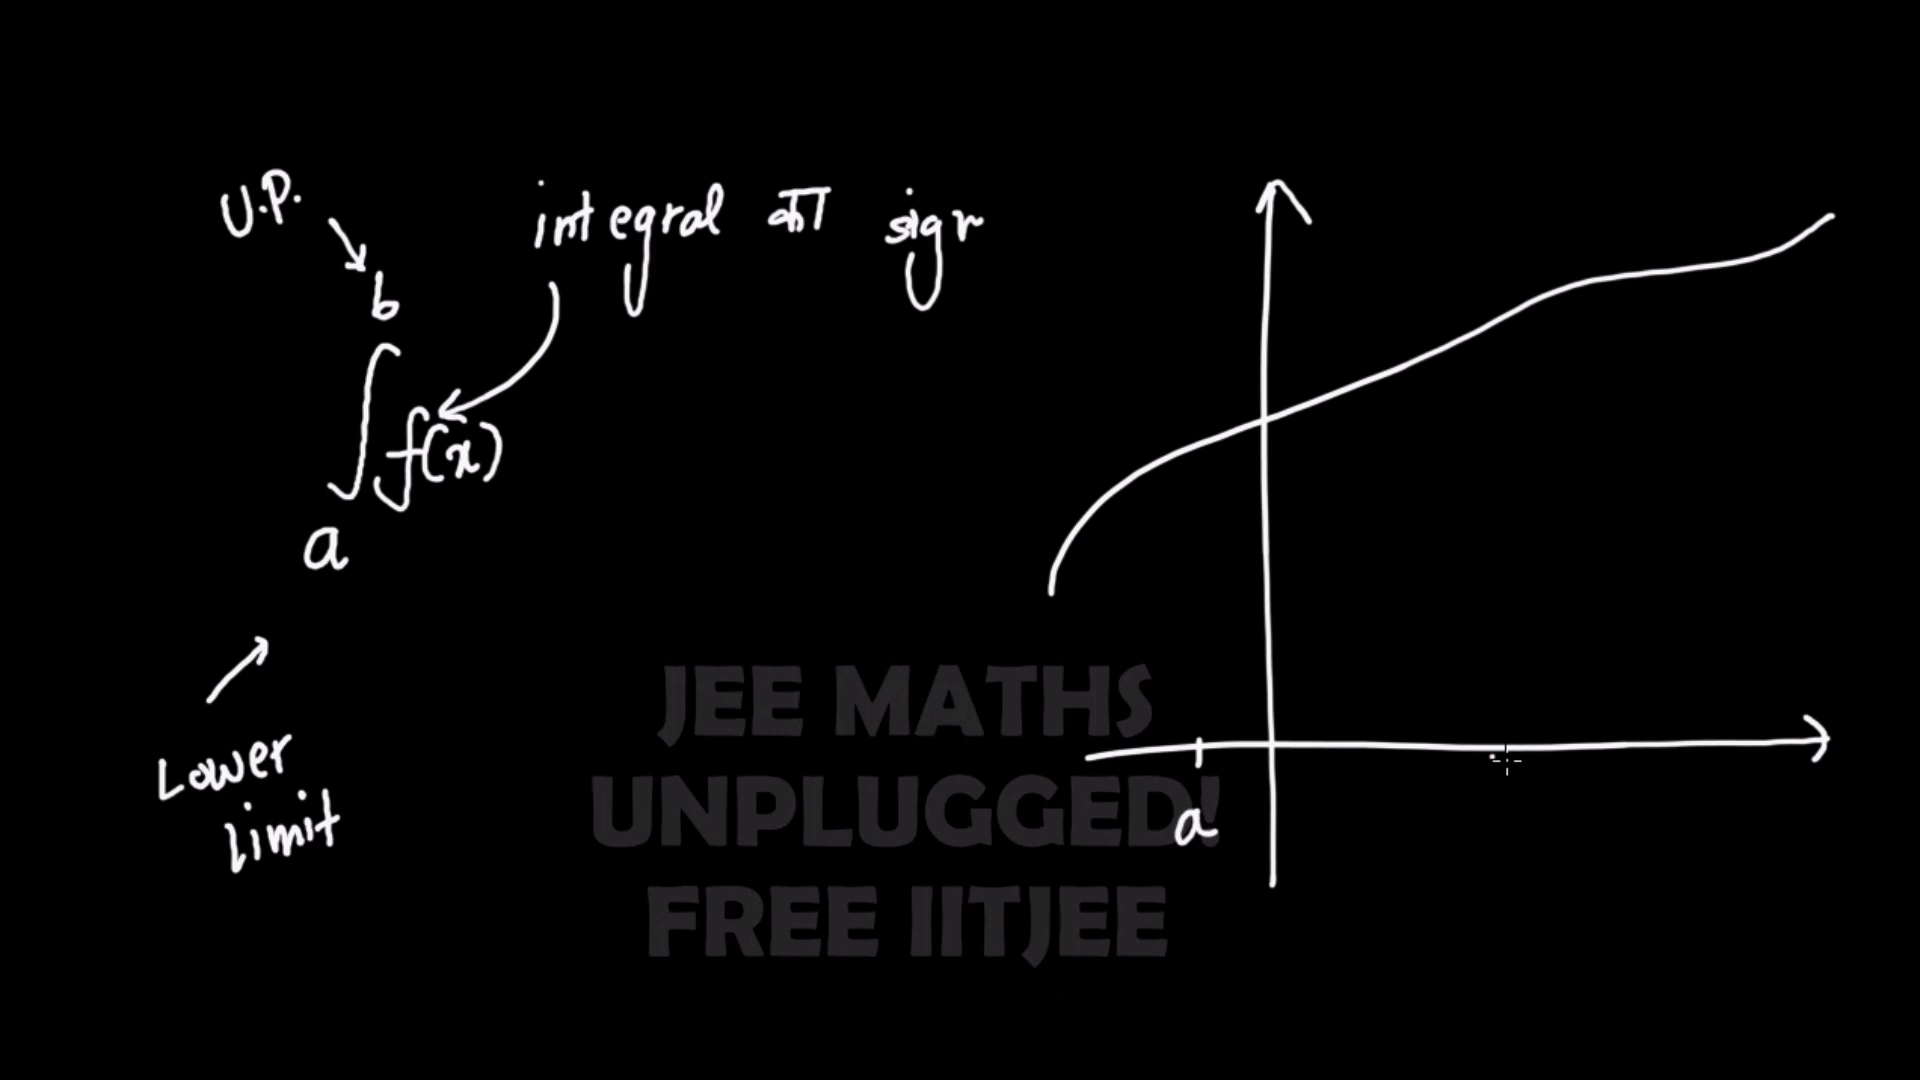 U.P.
integral का sign
b
∫ f(x)
a
Lower
limit
a
JEE MATHS
UNPLUGGED!
FREE IITJEE